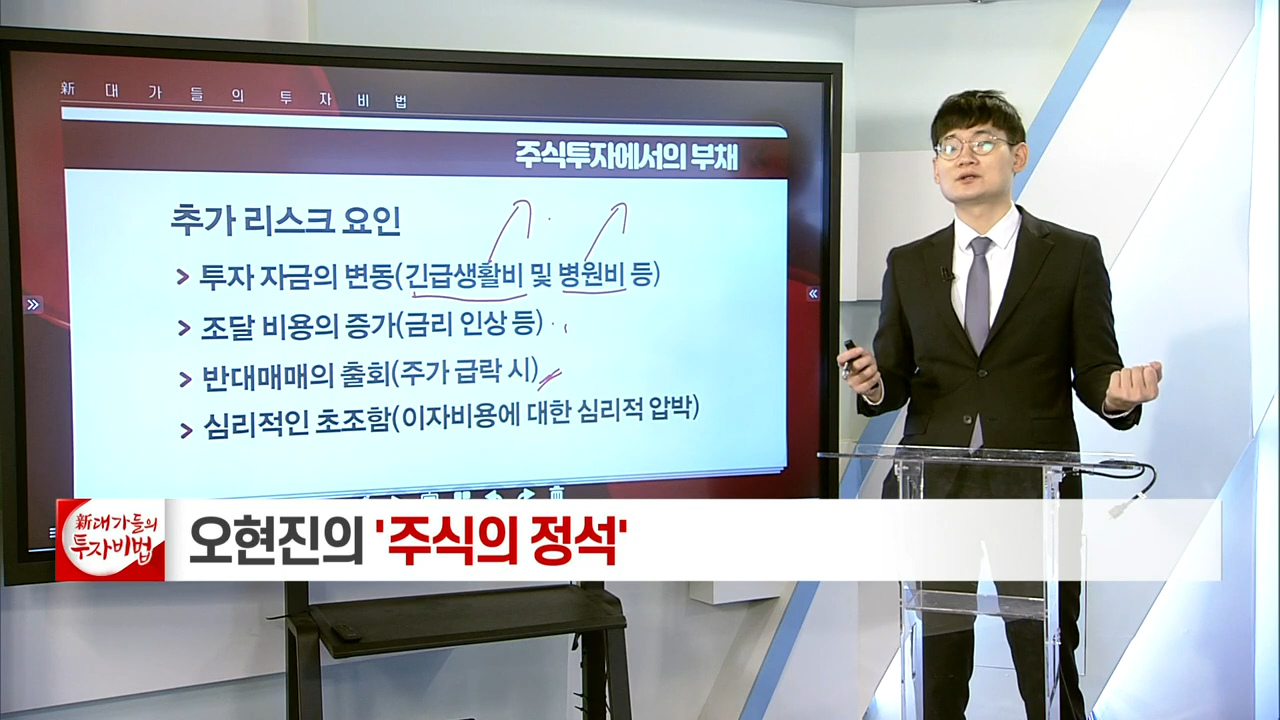 新 대 가 들 의 투 자 비 법
주식투자에서의 부채
추가 리스크 요인
> 투자 자금의 변동(긴급생활비 및 병원비 등)
> 조달 비용의 증가(금리 인상 등)
> 반대매매의 출회(주가 급락 시)
> 심리적인 초조함(이자비용에 대한 심리적 압박)
新대가들의
투자비법
오현진의 '주식의 정석'